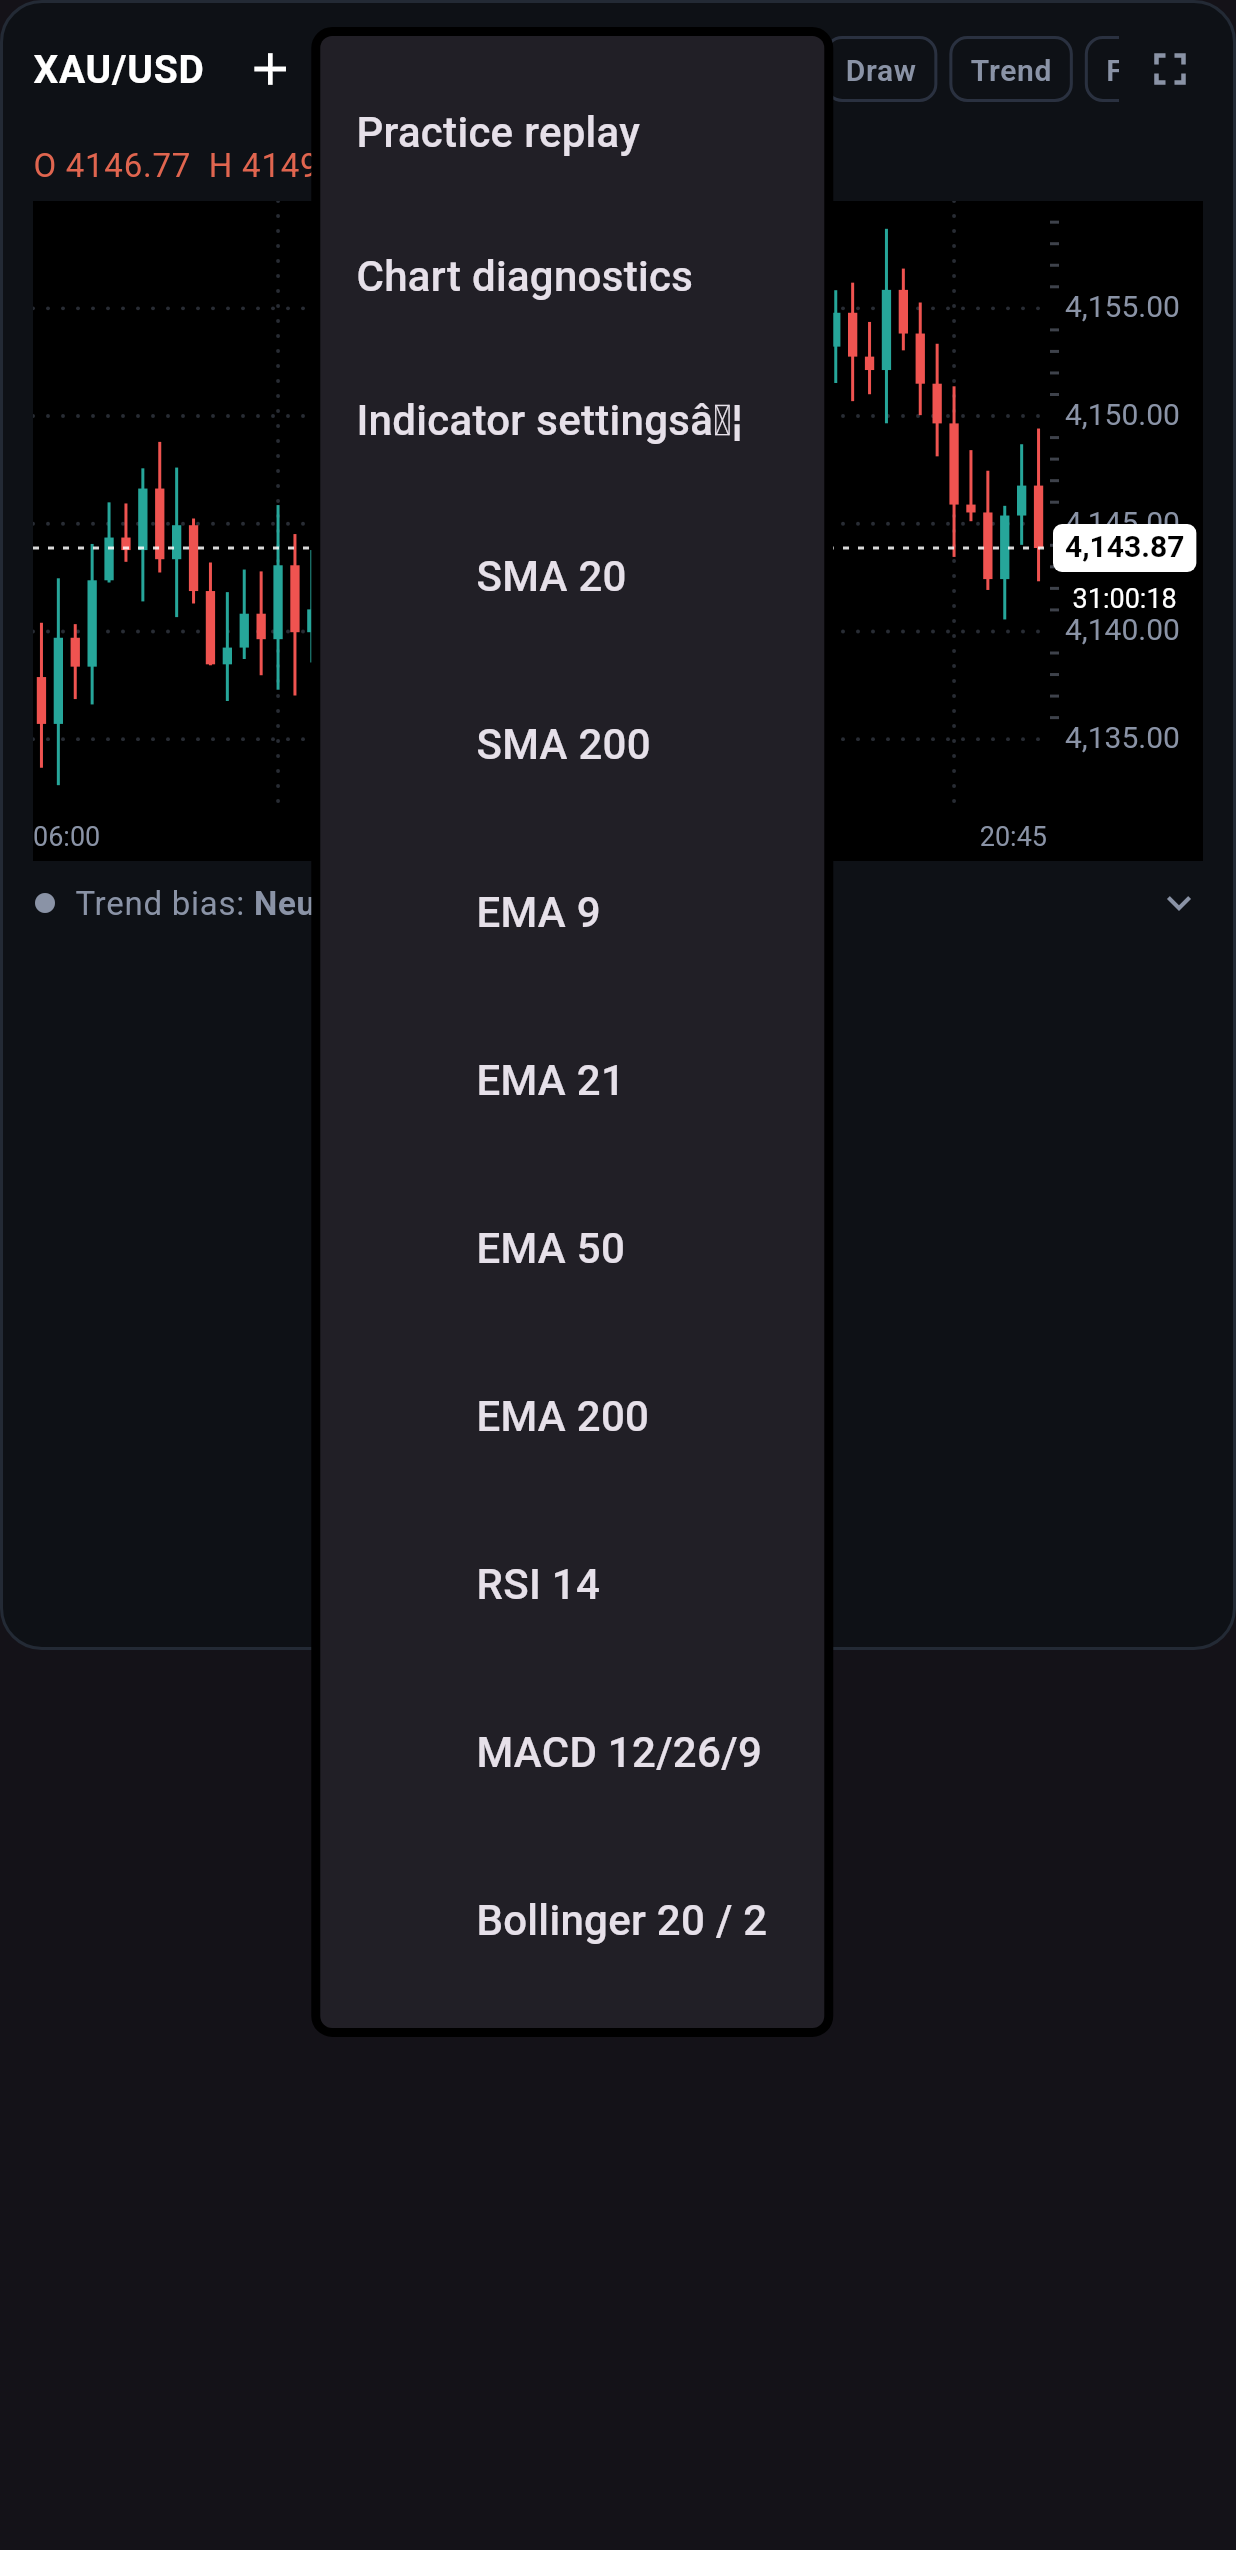 XAU/USD +
Draw
Trend
O 4146.77 H 4149
Practice replay
Chart diagnostics
Indicator settingsâ¦
SMA 20
SMA 200
EMA 9
EMA 21
EMA 50
EMA 200
RSI 14
MACD 12/26/9
Bollinger 20 / 2
4,155.00
4,150.00
4,143.87
31:00:18
4,140.00
4,135.00
06:00
20:45
Trend bias: Neu